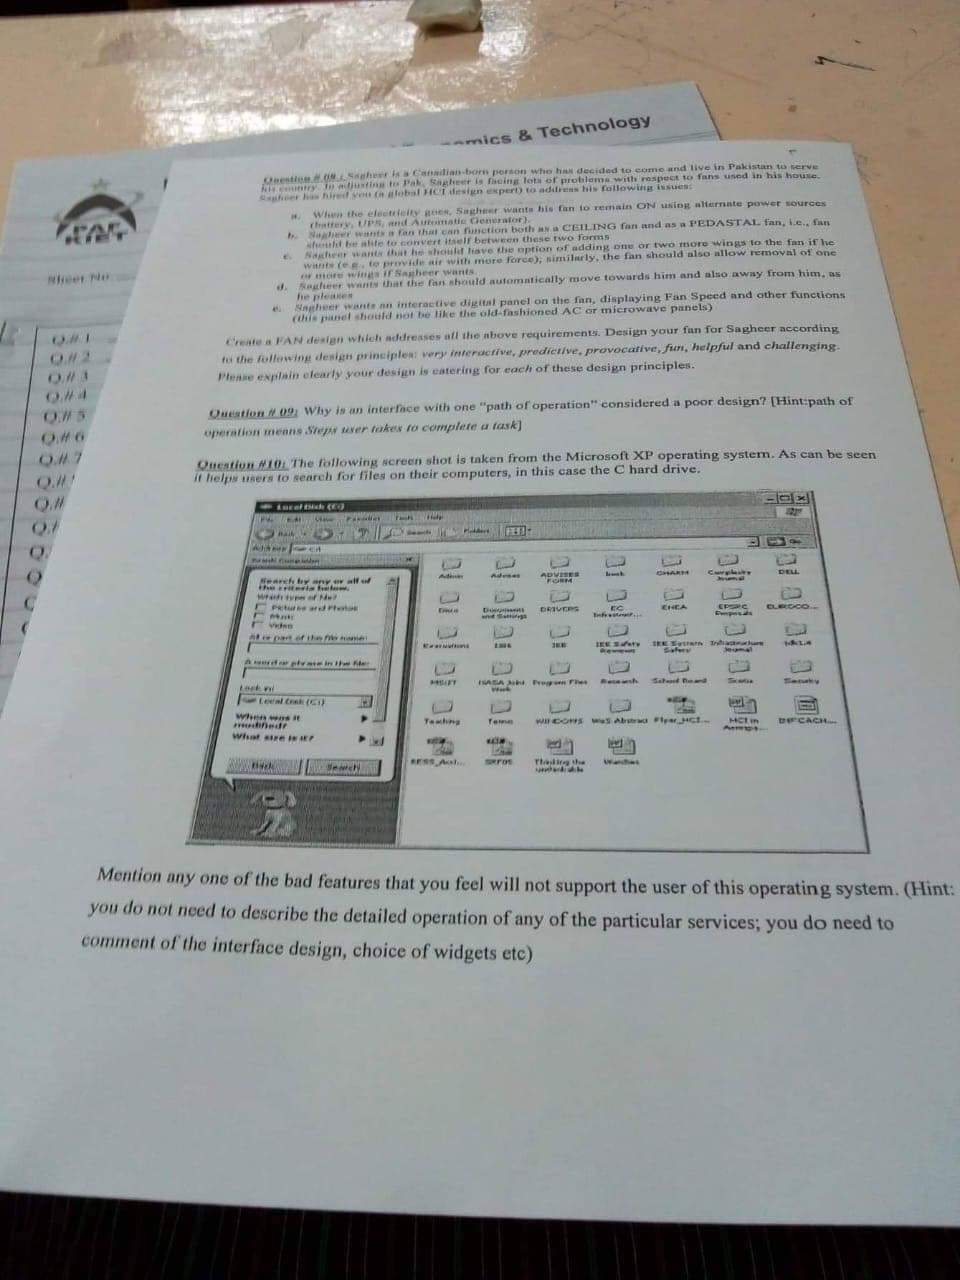 omics & Technology
PAF
KIET
Sheet No.
Q.# 1
Q.# 2
Q.# 3
Q.# 4
Q.# 5
Q.# 6
Q.# 7
Question # 08: Sagheer is a Canadian-born person who has decided to come and live in Pakistan to serve
his country. In adjusting to Pak, Sagheer is facing lots of problems with respect to fans used in his house.
Sagheer has hired you (a global HCI design expert) to address his following issues:
a. When the electricity goes, Sagheer wants his fan to remain ON using alternate power sources
(battery, UPS, and Automatic Generator).
b. Sagheer wants a fan that can function both as a CEILING fan and as a PEDASTAL fan, i.e., fan
should be able to convert itself between these two forms
c. Sagheer wants that he should have the option of adding one or two more wings to the fan if he
wants (e.g., to provide air with more force); similarly, the fan should also allow removal of one
or more wings if Sagheer wants.
d. Sagheer wants that the fan should automatically move towards him and also away from him, as
he pleases
e. Sagheer wants an interactive digital panel on the fan, displaying Fan Speed and other functions
(this panel should not be like the old-fashioned AC or microwave panels)
Create a FAN design which addresses all the above requirements. Design your fan for Sagheer according
to the following design principles: very interactive, predictive, provocative, fun, helpful and challenging.
Please explain clearly your design is catering for each of these design principles.
Question # 09: Why is an interface with one "path of operation" considered a poor design? [Hint:path of
operation means Steps user takes to complete a task]
Question #10: The following screen shot is taken from the Microsoft XP operating system. As can be seen
it helps users to search for files on their computers, in this case the C hard drive.
Local Disk (C:)
File Edit View Favorites Tools Help
Back Search Folders
Address C:\
Search Companion
Search by any or all of
the criteria below.
Which type of file?
Pictures and Photos
Music
Video
All or part of the file name:
A word or phrase in the file:
Look in:
Local Disk (C:)
When was it
modified?
What size is it?
Back Search
Admin ADVISER
FORM book CHARM Complexity
Journal DELL
Documents
and Settings DRIVERS EC EHEA EPSRC
Evaluations IEE IEE Safety
Reviews IEE System
Safety Infrastructure
Journal
MSIFT NASA Joint
Work Program Files Research School Board Scotia Security
Teaching Temp WINDOWS WoS Abstract Flyer_HCI... HCI in
Aerosp...
Thinking the
unthinkable
Mention any one of the bad features that you feel will not support the user of this operating system. (Hint:
you do not need to describe the detailed operation of any of the particular services; you do need to
comment of the interface design, choice of widgets etc)